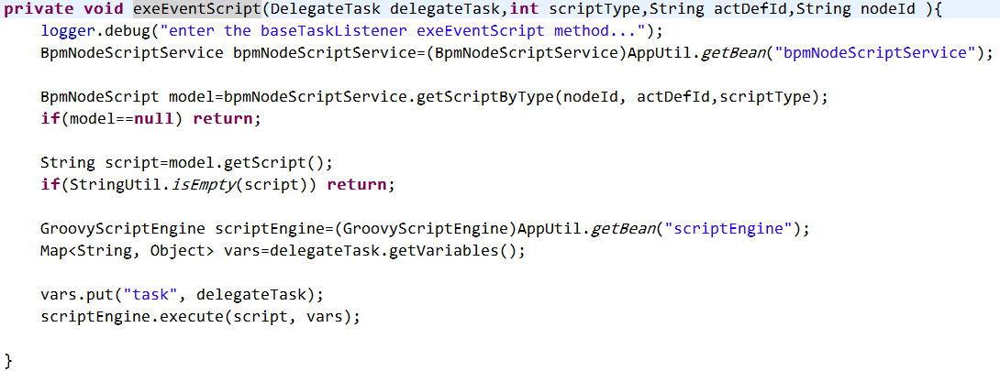 private void exeEventScript(DelegateTask delegateTask,int scriptType,String actDefId,String nodeId ){
logger.debug("enter the baseTaskListener exeEventScript method...");
BpmNodeScriptService bpmNodeScriptService=(BpmNodeScriptService)AppUtil.getBean("bpmNodeScriptService");
BpmNodeScript model=bpmNodeScriptService.getScriptByType(nodeId, actDefId,scriptType);
if(model==null) return;
String script=model.getScript();
if(StringUtil.isEmpty(script)) return;
GroovyScriptEngine scriptEngine=(GroovyScriptEngine)AppUtil.getBean("scriptEngine");
Map<String, Object> vars=delegateTask.getVariables();
vars.put("task", delegateTask);
scriptEngine.execute(script, vars);
}